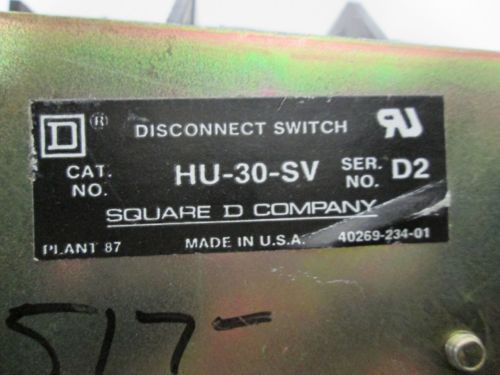 D ® DISCONNECT SWITCH
CAT. NO. HU-30-SV SER. NO. D2
SQUARE D COMPANY
PLANT 87 MADE IN U.S.A. 40269-234-01
517-